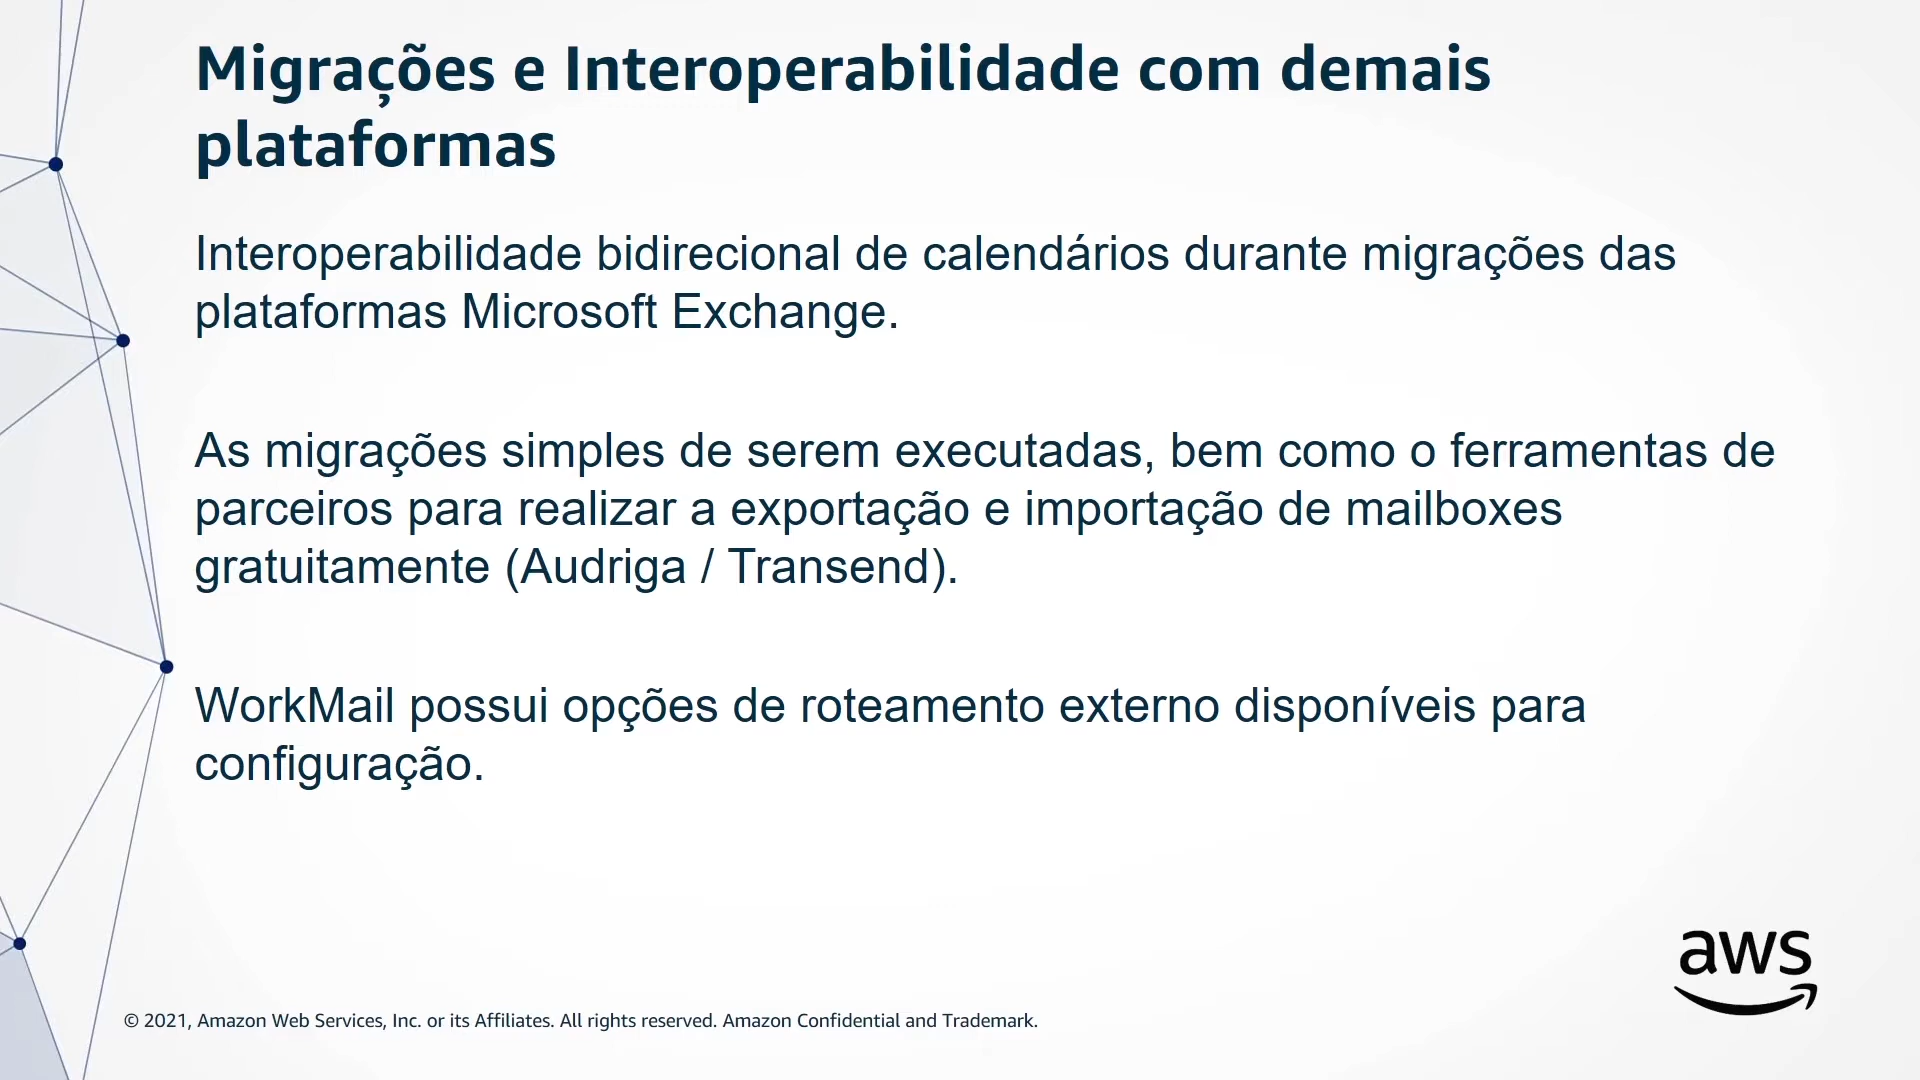 Migrações e Interoperabilidade com demais
plataformas
Interoperabilidade bidirecional de calendários durante migrações das
plataformas Microsoft Exchange.
As migrações simples de serem executadas, bem como o ferramentas de
parceiros para realizar a exportação e importação de mailboxes
gratuitamente (Audriga / Transend).
WorkMail possui opções de roteamento externo disponíveis para
configuração.
aws
© 2021, Amazon Web Services, Inc. or its Affiliates. All rights reserved. Amazon Confidential and Trademark.